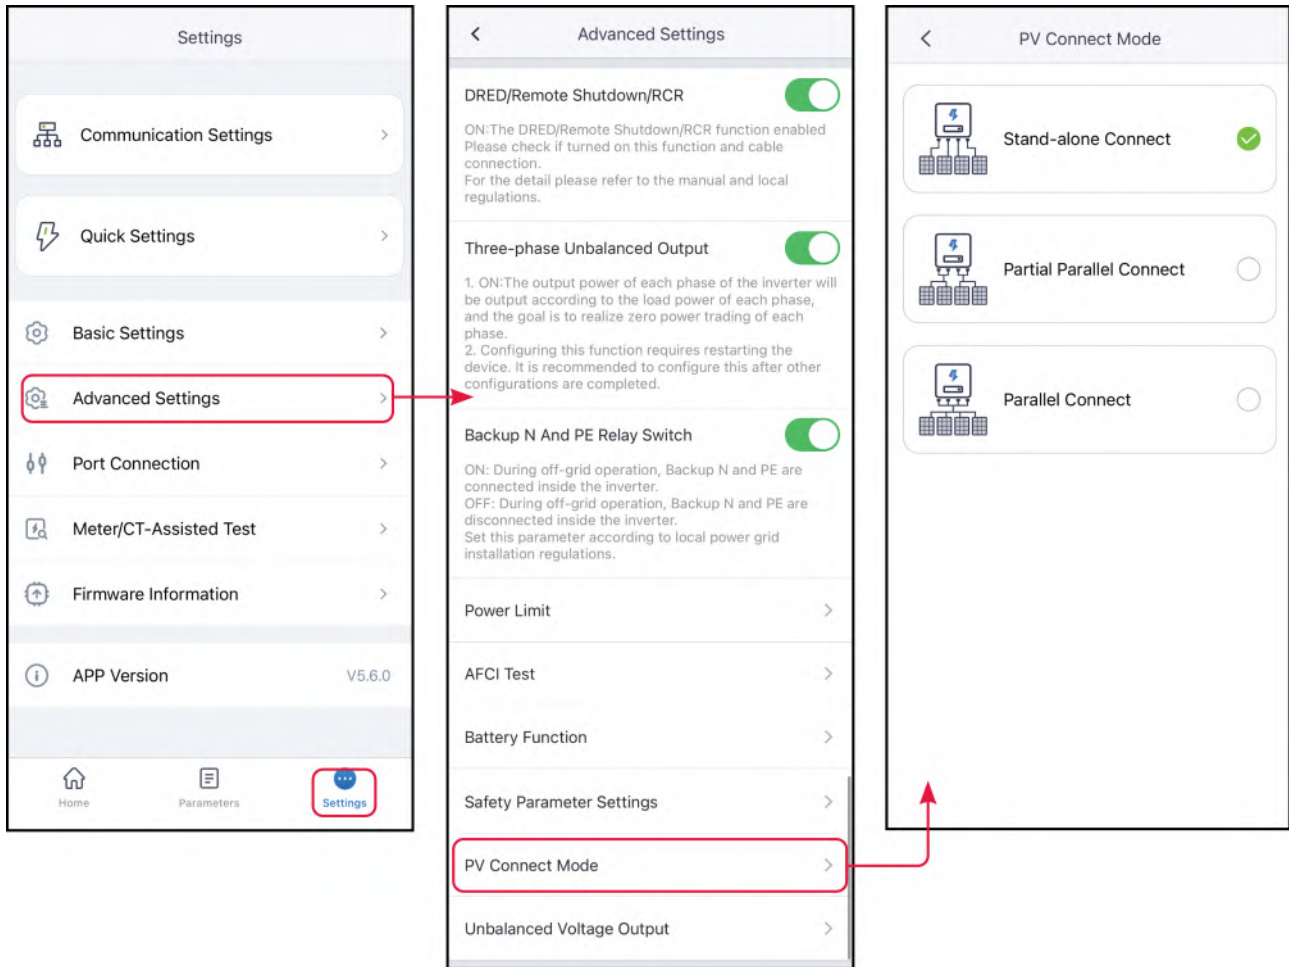 Settings
Communication Settings
Quick Settings
Basic Settings
Advanced Settings
Port Connection
Meter/CT-Assisted Test
Firmware Information
APP Version V5.6.0
Home Parameters Settings
Advanced Settings
DRED/Remote Shutdown/RCR
ON:The DRED/Remote Shutdown/RCR function enabled
Please check if turned on this function and cable
connection.
For the detail please refer to the manual and local
regulations.
Three-phase Unbalanced Output
1. ON:The output power of each phase of the inverter will
be output according to the load power of each phase,
and the goal is to realize zero power trading of each
phase.
2. Configuring this function requires restarting the
device. It is recommended to configure this after other
configurations are completed.
Backup N And PE Relay Switch
ON: During off-grid operation, Backup N and PE are
connected inside the inverter.
OFF: During off-grid operation, Backup N and PE are
disconnected inside the inverter.
Set this parameter according to local power grid
installation regulations.
Power Limit
AFCI Test
Battery Function
Safety Parameter Settings
PV Connect Mode
Unbalanced Voltage Output
PV Connect Mode
Stand-alone Connect
Partial Parallel Connect
Parallel Connect